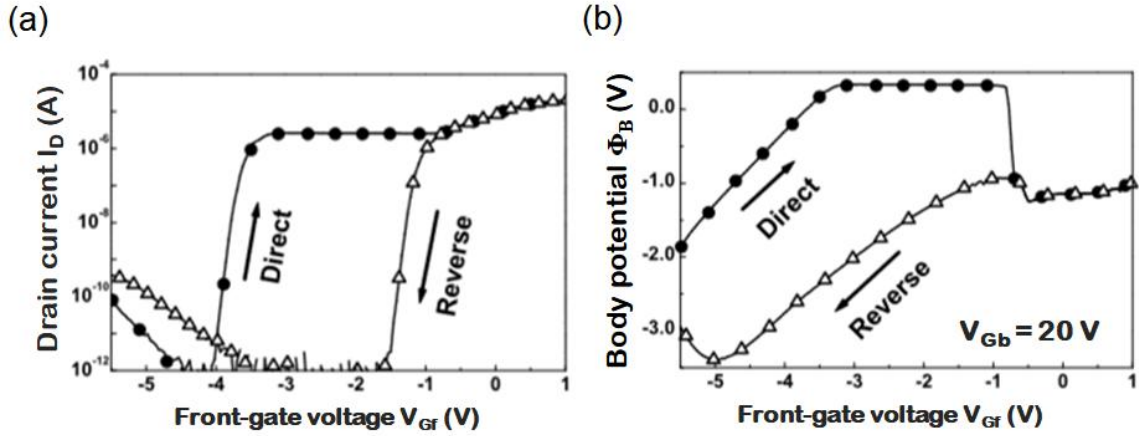 (a)
(b)
Drain current I_D (A)
10⁻⁴
10⁻⁶
10⁻⁸
10⁻¹⁰
10⁻¹²
Direct
Reverse
-5 -4 -3 -2 -1 0 1
Front-gate voltage V_Gf (V)
Body potential Φ_B (V)
0.0
-1.0
-2.0
-3.0
Direct
Reverse
V_Gb = 20 V
-5 -4 -3 -2 -1 0 1
Front-gate voltage V_Gf (V)